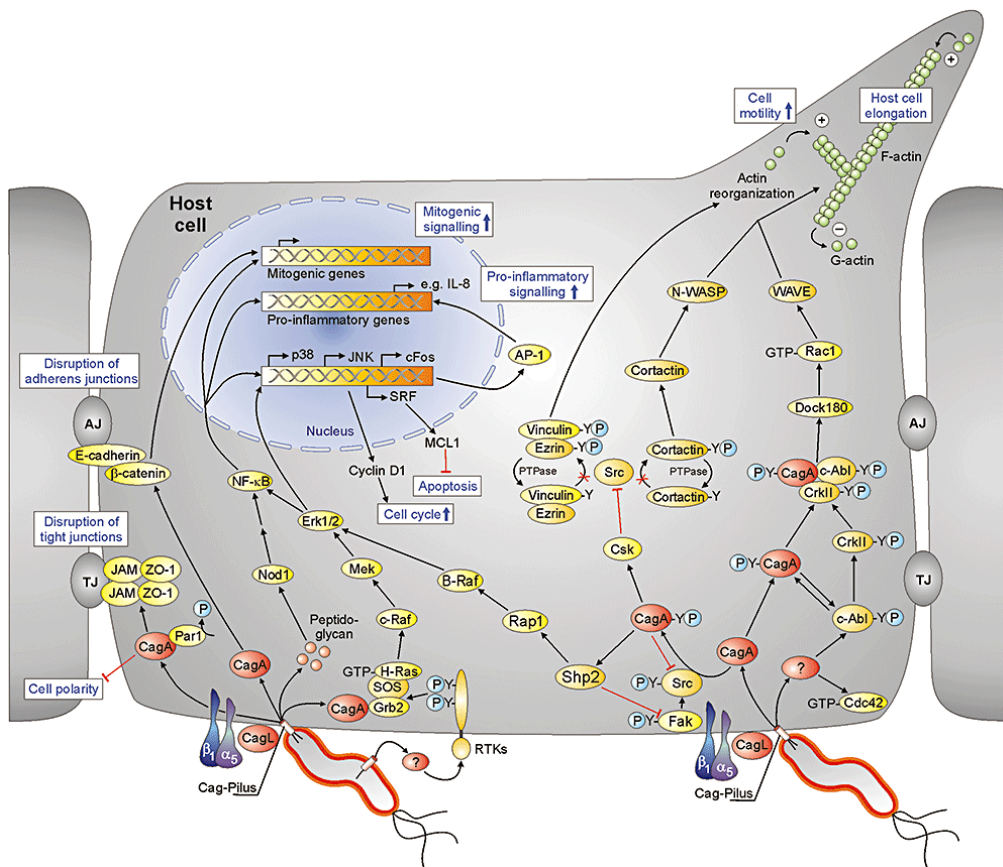 Cell
motility
+
Host cell
elongation
+
F-actin
Actin
reorganization
−
G-actin
Host
cell
Mitogenic
signalling
Mitogenic genes
Pro-inflammatory
signalling
e.g. IL-8
Pro-inflammatory genes
p38
JNK
cFos
AP-1
SRF
Nucleus
MCL1
Apoptosis
Cyclin D1
Cell cycle
N-WASP
WAVE
GTP-Rac1
Cortactin
Dock180
Disruption of
adherens junctions
AJ
AJ
E-cadherin
β-catenin
NF-κB
Vinculin -Y P
Ezrin -Y P
PTPase
Vinculin -Y
Ezrin
Src
Cortactin -Y P
PTPase
Cortactin -Y
P Y- CagA c-Abl -Y P
CrkII -Y P
Disruption of
tight junctions
TJ
TJ
JAM ZO-1
JAM ZO-1
Erk1/2
Nod1
Mek
B-Raf
Csk
CrkII -Y P
P Y- CagA
P
Par1
CagA
Cell polarity
CagA
Peptido-
glycan
c-Raf
Rap1
CagA -Y P
c-Abl -Y P
GTP- H-Ras
SOS
CagA Grb2
P Y-
P Y-
RTKs
Shp2
P Y- Src
P Y- Fak
CagA
?
GTP- Cdc42
β1 α5
CagL
Cag-Pilus
?
β1 α5
CagL
Cag-Pilus